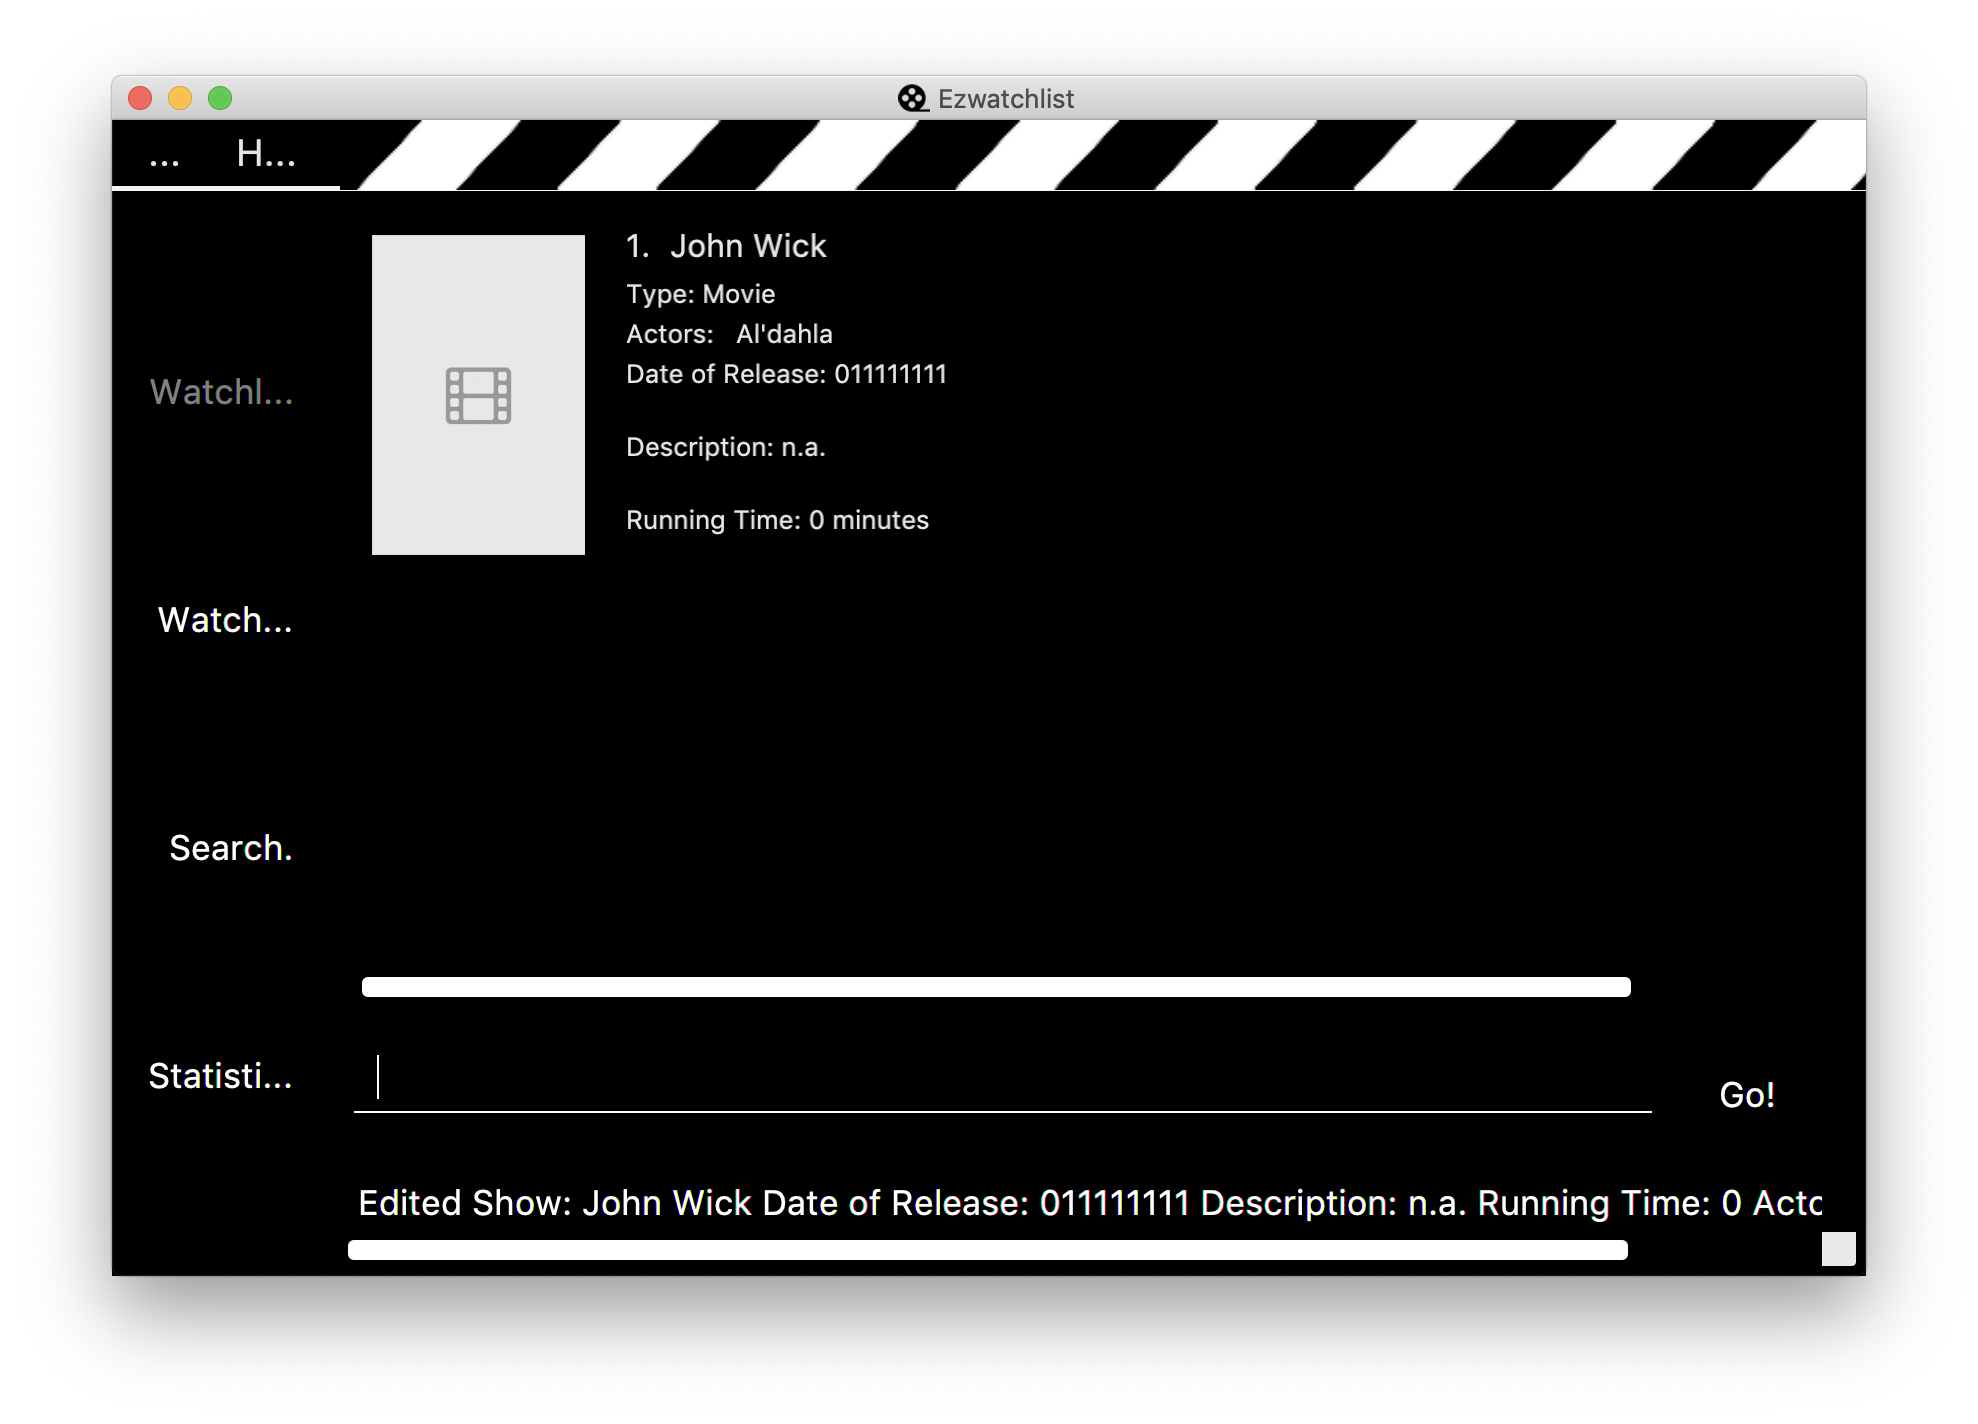 Ezwatchlist
... H...
1. John Wick
Type: Movie
Actors: Al'dahla
Date of Release: 011111111
Description: n.a.
Running Time: 0 minutes
Watchl...
Watch...
Search.
Statisti...
Go!
Edited Show: John Wick Date of Release: 011111111 Description: n.a. Running Time: 0 Actc